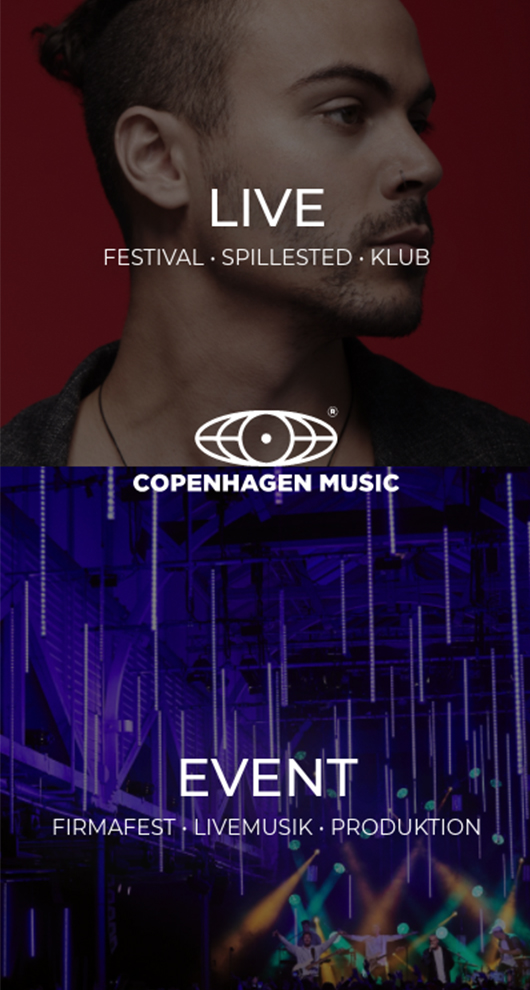 LIVE
FESTIVAL · SPILLESTED · KLUB
®
COPENHAGEN MUSIC
EVENT
FIRMAFEST · LIVEMUSIK · PRODUKTION